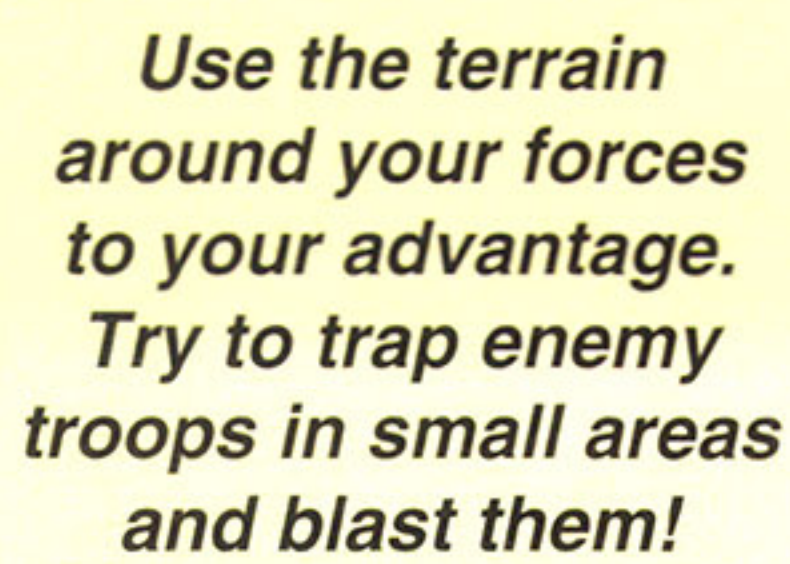 Use the terrain
around your forces
to your advantage.
Try to trap enemy
troops in small areas
and blast them!